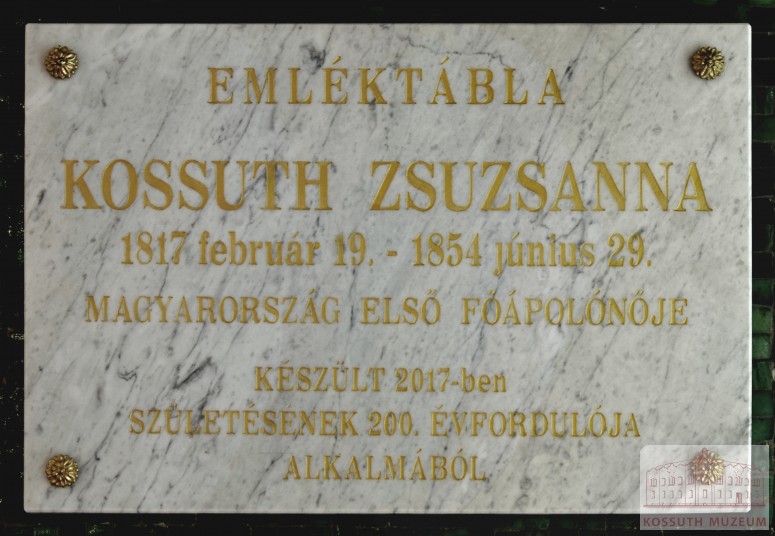 EMLÉKTÁBLA
KOSSUTH ZSUZSANNA
1817 február 19. - 1854 június 29.
MAGYARORSZÁG ELSŐ FŐÁPOLÓNŐJE
KÉSZÜLT 2017-ben
SZÜLETÉSÉNEK 200. ÉVFORDULÓJA
ALKALMÁBÓL
KOSSUTH MÚZEUM